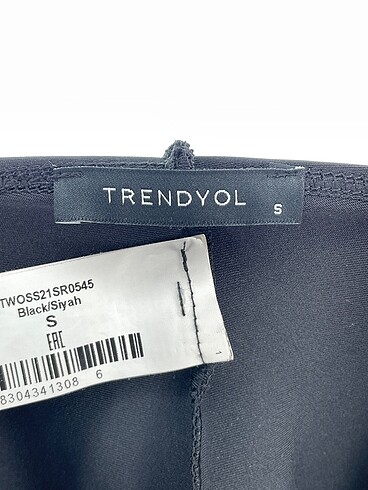 TRENDYOL S
TWOSS21SR0545
Black/Siyah
S
EAC
8304341308 6